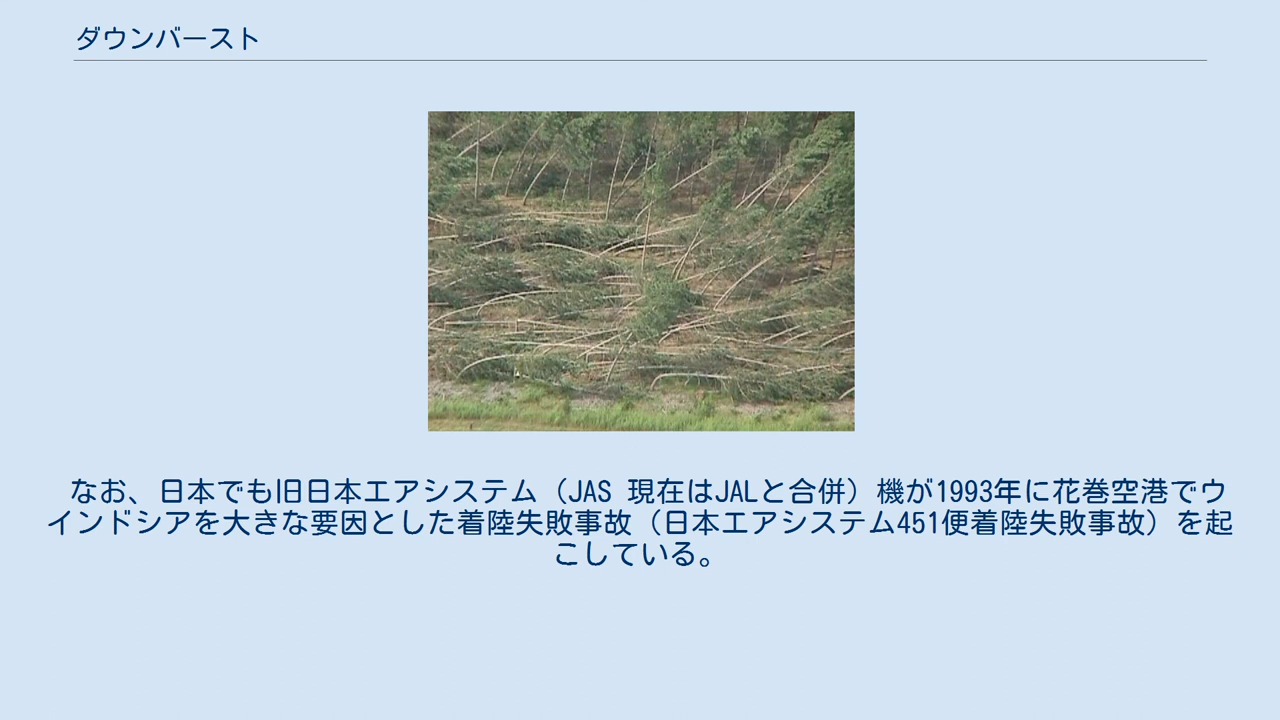 ダウンバースト
なお、日本でも旧日本エアシステム（JAS 現在はJALと合併）機が1993年に花巻空港でウ
インドシアを大きな要因とした着陸失敗事故（日本エアシステム451便着陸失敗事故）を起
こしている。